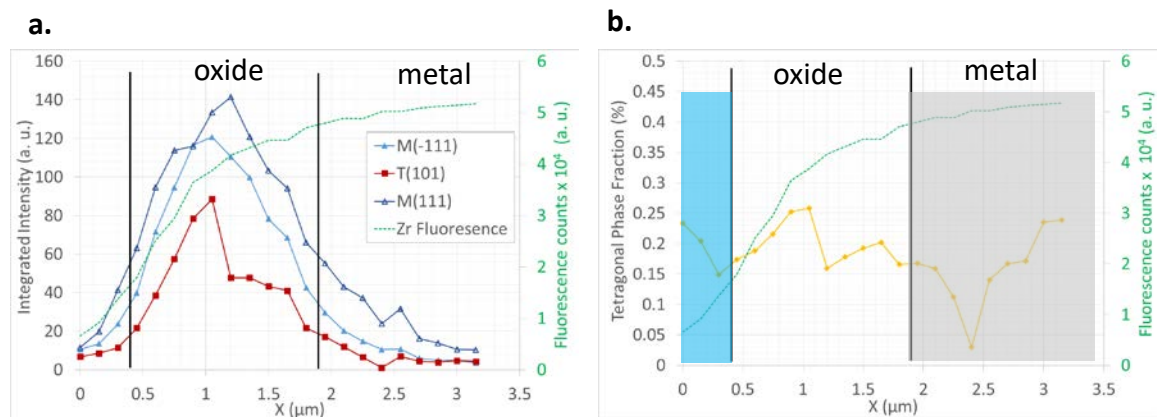 a.
oxide
metal
160
140
120
100
80
60
40
20
0
Integrated Intensity (a. u.)
M(-111)
T(101)
M(111)
Zr Fluoresence
6
5
4
3
2
1
0
Fluorescence counts x 10⁴ (a. u.)
0 0.5 1 1.5 2 2.5 3 3.5
X (μm)
b.
oxide
metal
0.5
0.45
0.4
0.35
0.3
0.25
0.2
0.15
0.1
0.05
0
Tetragonal Phase Fraction (%)
6
5
4
3
2
1
0
Fluorescence counts x 10⁴ (a. u.)
0 0.5 1 1.5 2 2.5 3 3.5
X (μm)